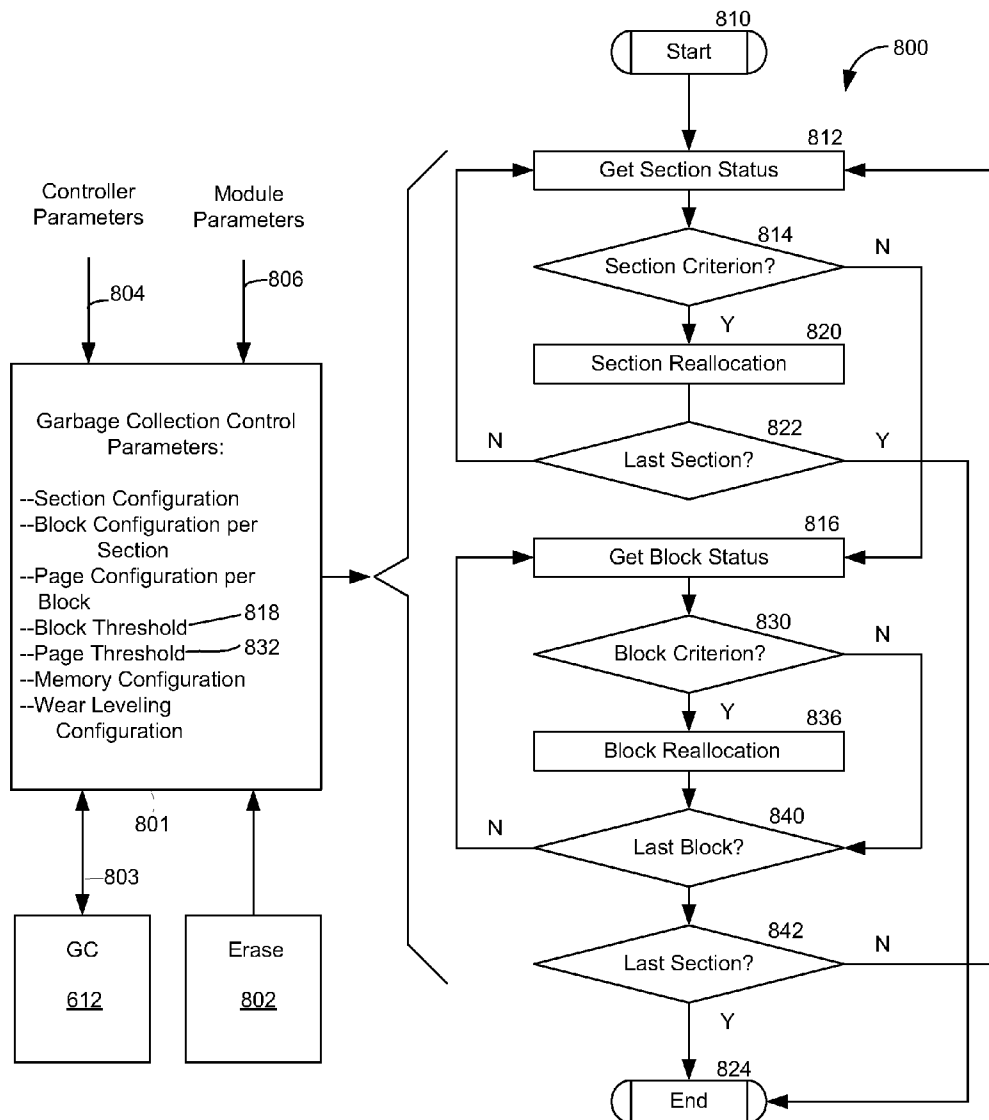 810
Start
800
812
Get Section Status
Controller
Parameters
Module
Parameters
804
806
814
Section Criterion?
N
Y
820
Section Reallocation
822
N
Last Section?
Y
Garbage Collection Control
Parameters:
--Section Configuration
--Block Configuration per
Section
--Page Configuration per
Block
--Block Threshold
818
--Page Threshold
832
--Memory Configuration
--Wear Leveling
Configuration
801
803
GC
612
Erase
802
816
Get Block Status
830
Block Criterion?
N
Y
836
Block Reallocation
840
N
Last Block?
842
Last Section?
N
Y
824
End